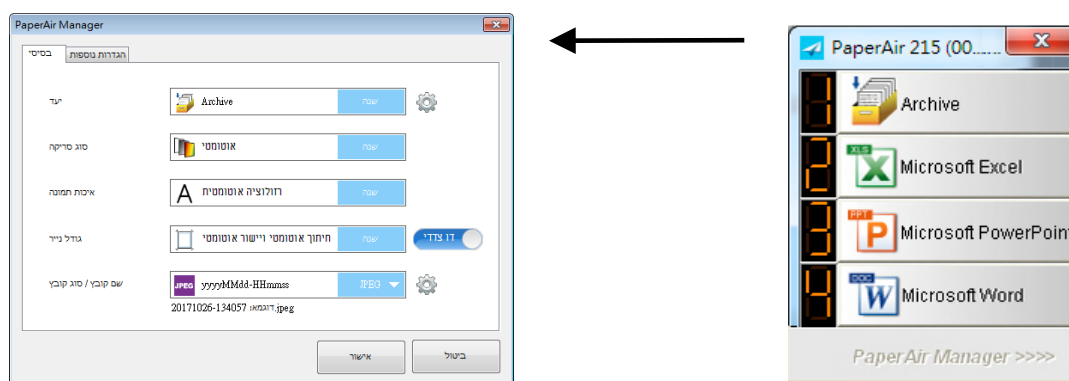 PaperAir Manager
בסיסי הגדרות נוספות
יעד Archive שנה
סוג סריקה אוטומטי שנה
איכות תמונה A רזולוציה אוטומטית שנה
גודל נייר חיתוך אוטומטי ויישור אוטומטי שנה דו צדדי
שם קובץ / סוג קובץ JPEG yyyyMMdd-HHmmss JPEG
דוגמא: 20171026-134057.jpeg
אישור ביטול
PaperAir 215 (00...... X
1 Archive
2 XLS Microsoft Excel
3 PPT P Microsoft PowerPoint
4 DOC W Microsoft Word
PaperAir Manager >>>>